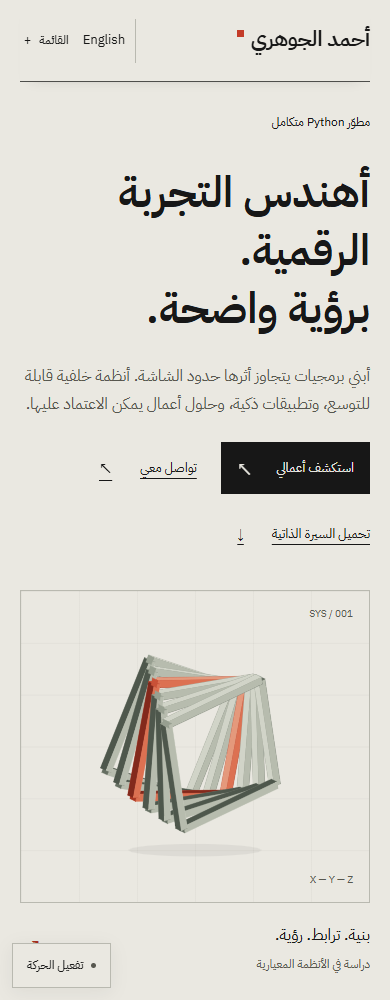 أحمد الجوهري
English
القائمة +
مطوّر Python متكامل
أهندس التجربة
الرقمية.
برؤية واضحة.
أبني برمجيات يتجاوز أثرها حدود الشاشة. أنظمة خلفية قابلة
للتوسع، وتطبيقات ذكية، وحلول أعمال يمكن الاعتماد عليها.
استكشف أعمالي ↖
تواصل معي ↖
تحميل السيرة الذاتية ↓
SYS / 001
X — Y — Z
بنية. ترابط. رؤية.
دراسة في الأنظمة المعيارية
تفعيل الحركة